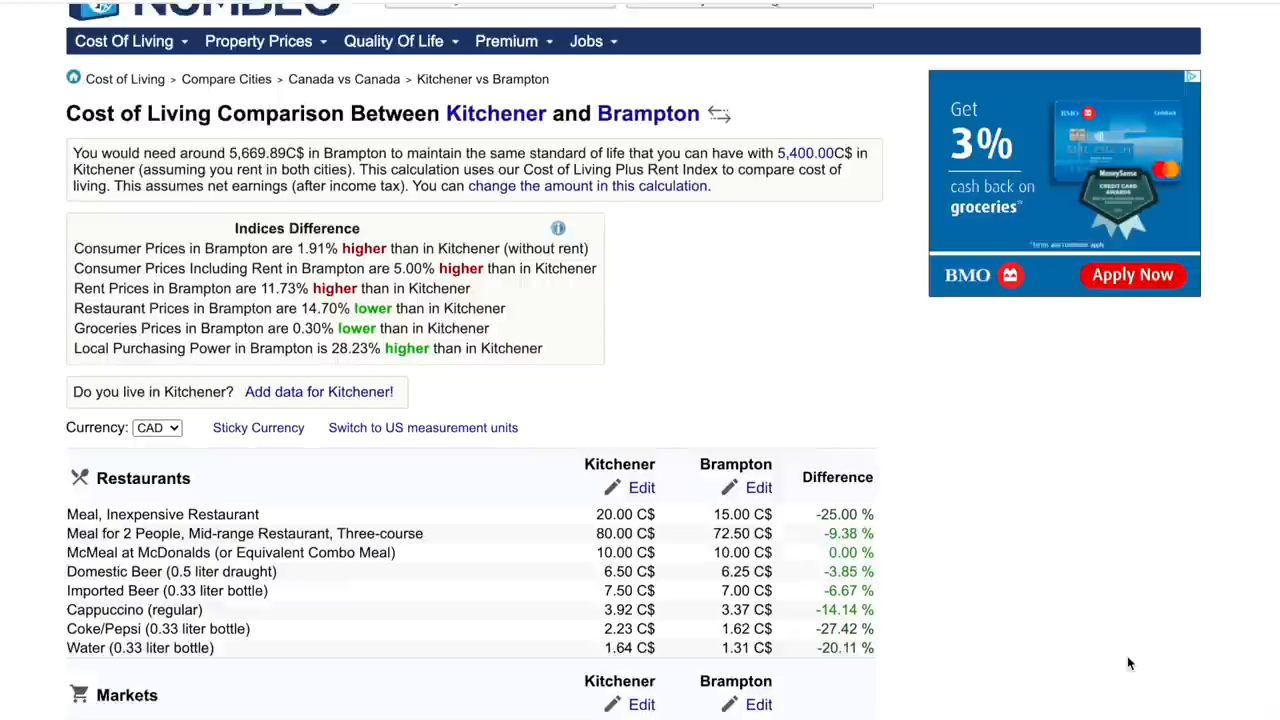 NUMBEO
Cost Of Living
Property Prices
Quality Of Life
Premium
Jobs
Cost of Living > Compare Cities > Canada vs Canada > Kitchener vs Brampton
Cost of Living Comparison Between Kitchener and Brampton
You would need around 5,669.89C$ in Brampton to maintain the same standard of life that you can have with 5,400.00C$ in
Kitchener (assuming you rent in both cities). This calculation uses our Cost of Living Plus Rent Index to compare cost of
living. This assumes net earnings (after income tax). You can change the amount in this calculation.
Indices Difference
Consumer Prices in Brampton are 1.91% higher than in Kitchener (without rent)
Consumer Prices Including Rent in Brampton are 5.00% higher than in Kitchener
Rent Prices in Brampton are 11.73% higher than in Kitchener
Restaurant Prices in Brampton are 14.70% lower than in Kitchener
Groceries Prices in Brampton are 0.30% lower than in Kitchener
Local Purchasing Power in Brampton is 28.23% higher than in Kitchener
Do you live in Kitchener? Add data for Kitchener!
Currency: CAD Sticky Currency Switch to US measurement units
Restaurants Kitchener Edit Brampton Edit Difference
Meal, Inexpensive Restaurant 20.00 C$ 15.00 C$ -25.00 %
Meal for 2 People, Mid-range Restaurant, Three-course 80.00 C$ 72.50 C$ -9.38 %
McMeal at McDonalds (or Equivalent Combo Meal) 10.00 C$ 10.00 C$ 0.00 %
Domestic Beer (0.5 liter draught) 6.50 C$ 6.25 C$ -3.85 %
Imported Beer (0.33 liter bottle) 7.50 C$ 7.00 C$ -6.67 %
Cappuccino (regular) 3.92 C$ 3.37 C$ -14.14 %
Coke/Pepsi (0.33 liter bottle) 2.23 C$ 1.62 C$ -27.42 %
Water (0.33 liter bottle) 1.64 C$ 1.31 C$ -20.11 %
Markets Kitchener Edit Brampton Edit
Get
3%
cash back on
groceries
BMO
CashBack
MoneySense
CREDIT CARD
AWARDS
BMO
Apply Now